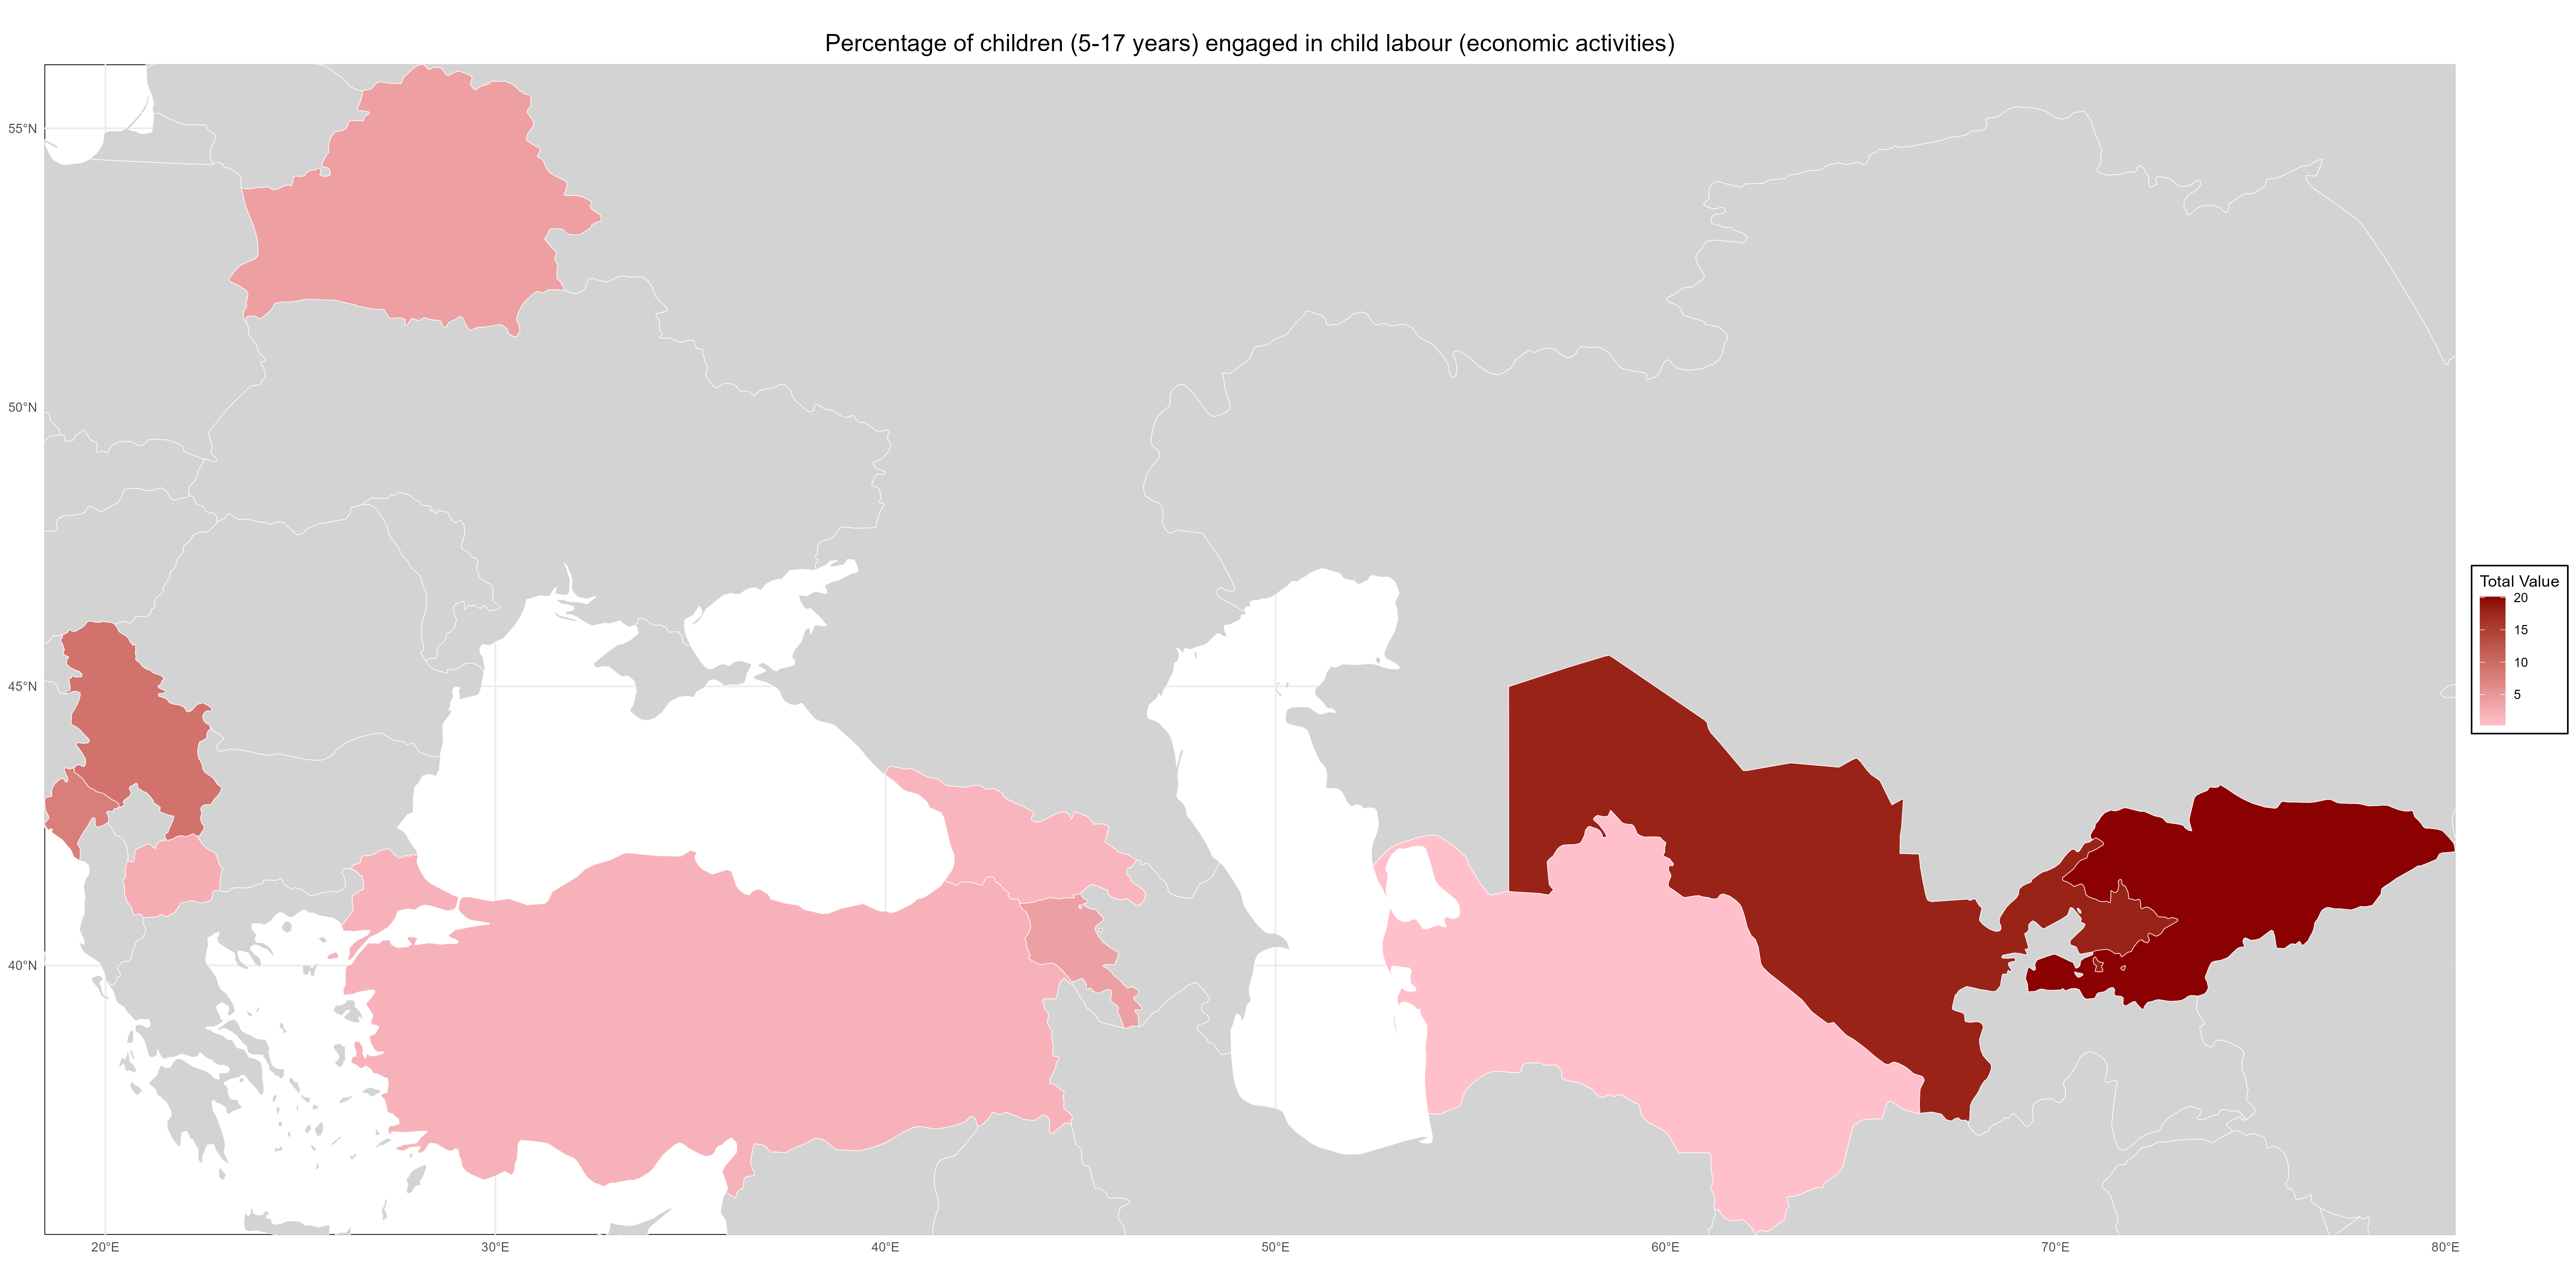 Percentage of children (5-17 years) engaged in child labour (economic activities)
55°N
50°N
45°N
40°N
Total Value
20
15
10
5
20°E
30°E
40°E
50°E
60°E
70°E
80°E